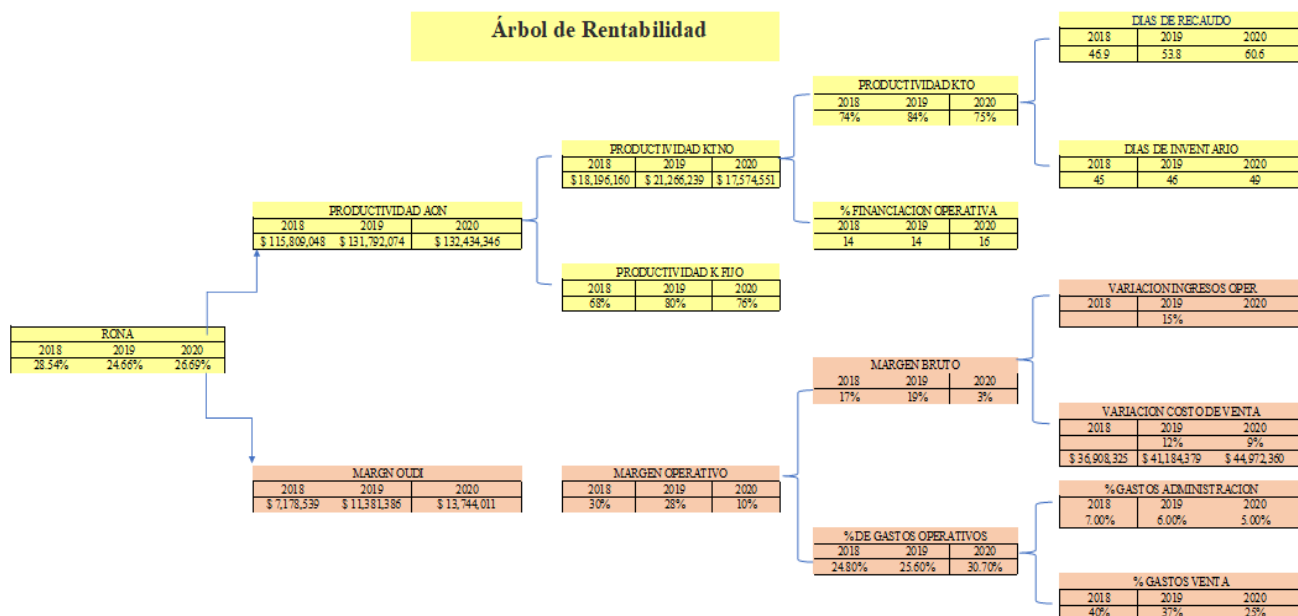 Árbol de Rentabilidad
DIAS DE RECAUDO
2018 2019 2020
46.9 53.8 60.6
PRODUCTIVIDAD KTO
2018 2019 2020
74% 84% 75%
PRODUCTIVIDAD KTNO
2018 2019 2020
$ 18,196,160 $ 21,266,239 $ 17,574,551
DIAS DE INVENTARIO
2018 2019 2020
45 46 49
PRODUCTIVIDAD AON
2018 2019 2020
$ 115,809,048 $ 131,792,074 $ 132,434,346
% FINANCIACION OPERATIVA
2018 2019 2020
14 14 16
PRODUCTIVIDAD K FIJO
2018 2019 2020
68% 80% 76%
RONA
2018 2019 2020
28.54% 24.66% 26.69%
VARIACION INGRESOS OPER
2018 2019 2020
15%
MARGEN BRUTO
2018 2019 2020
17% 19% 3%
VARIACION COSTO DE VENTA
2018 2019 2020
12% 9%
$ 36,908,325 $ 41,184,379 $ 44,972,360
MARGN OUDI
2018 2019 2020
$ 7,178,539 $ 11,381,386 $ 13,744,011
MARGEN OPERATIVO
2018 2019 2020
30% 28% 10%
% GASTOS ADMINISTRACION
2018 2019 2020
7.00% 6.00% 5.00%
% DE GASTOS OPERATIVOS
2018 2019 2020
24.80% 25.60% 30.70%
% GASTOS VENTA
2018 2019 2020
40% 37% 25%